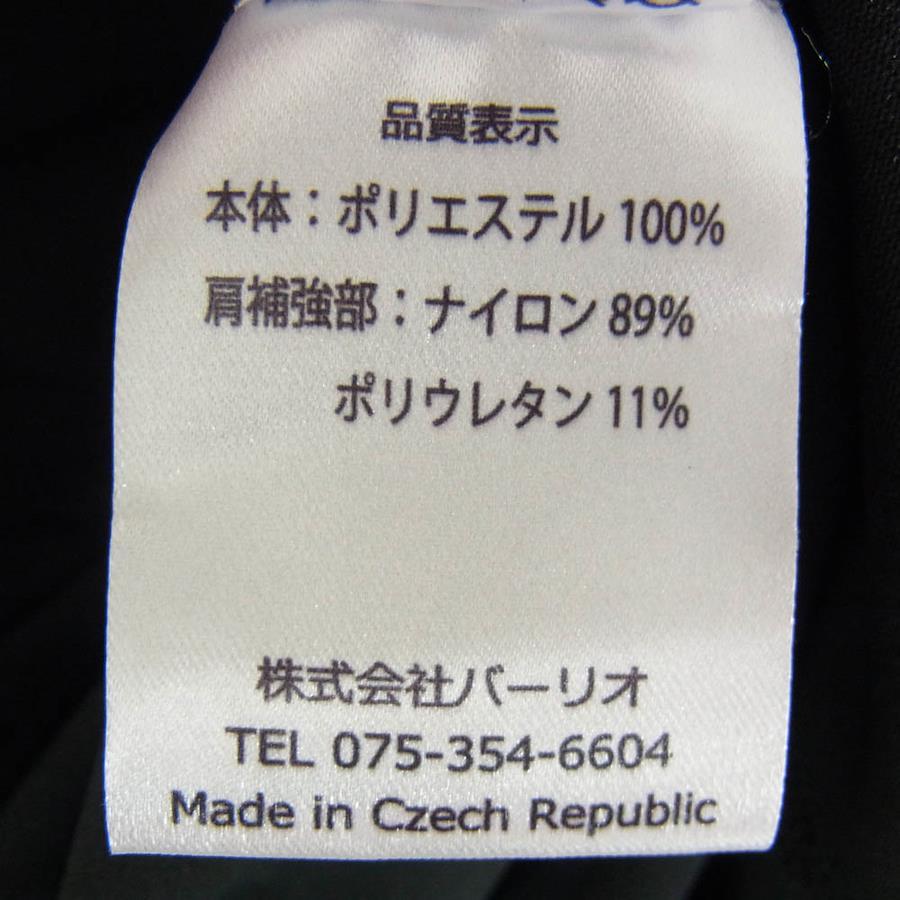 品質表示
本体：ポリエステル 100%
肩補強部：ナイロン 89%
ポリウレタン 11%
株式会社バーリオ
TEL 075-354-6604
Made in Czech Republic